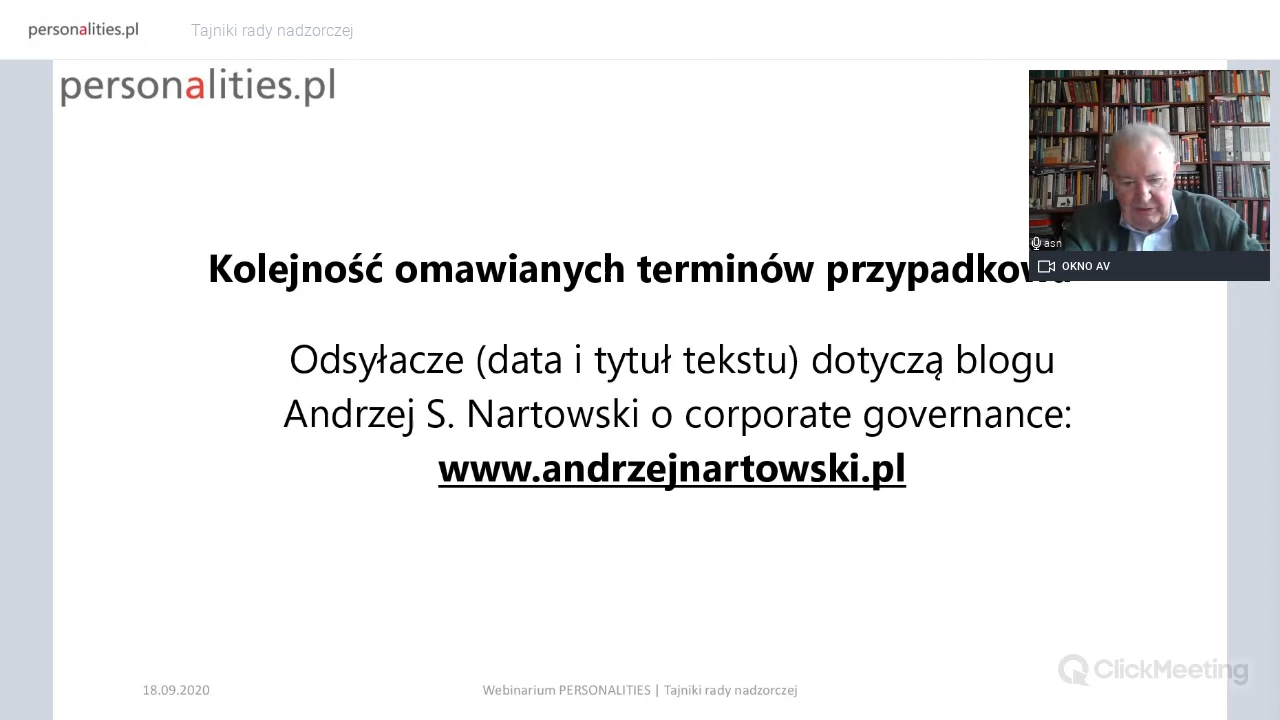 personalities.pl
Tajniki rady nadzorczej
personalities.pl
asn
OKNO AV
Kolejność omawianych terminów
Odsyłacze (data i tytuł tekstu) dotyczą blogu
Andrzej S. Nartowski o corporate governance:
www.andrzejnartowski.pl
ClickMeeting
18.09.2020
Webinarium PERSONALITIES | Tajniki rady nadzorczej